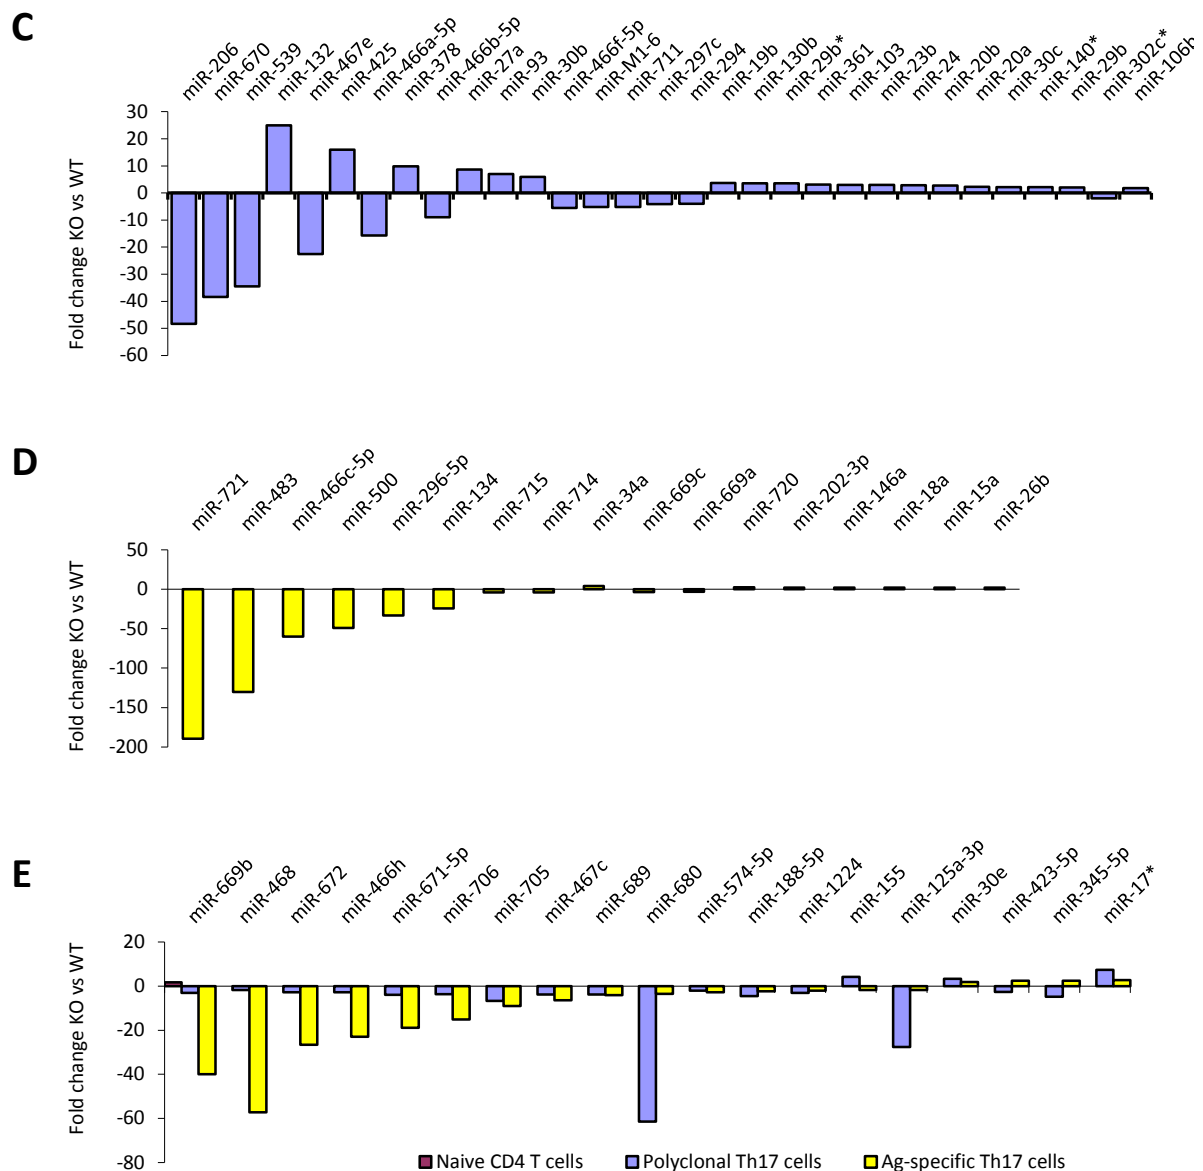 C
miR-206
miR-670
miR-539
miR-132
miR-467e
miR-425
miR-466a-5p
miR-378
miR-466b-5p
miR-27a
miR-93
miR-30b
miR-466f-5p
miR-M1-6
miR-711
miR-297c
miR-294
miR-19b
miR-130b
miR-29b*
miR-361
miR-103
miR-23b
miR-24
miR-20b
miR-20a
miR-30c
miR-140*
miR-29b
miR-302c*
miR-106b
Fold change KO vs WT
30
20
10
0
-10
-20
-30
-40
-50
-60
D
miR-721
miR-483
miR-466c-5p
miR-500
miR-296-5p
miR-134
miR-715
miR-714
miR-34a
miR-669c
miR-669a
miR-720
miR-202-3p
miR-146a
miR-18a
miR-15a
miR-26b
Fold change KO vs WT
50
0
-50
-100
-150
-200
E
miR-669b
miR-468
miR-672
miR-466h
miR-671-5p
miR-706
miR-705
miR-467c
miR-689
miR-680
miR-574-5p
miR-188-5p
miR-1224
miR-155
miR-125a-3p
miR-30e
miR-423-5p
miR-345-5p
miR-17*
Fold change KO vs WT
20
0
-20
-40
-60
-80
Naive CD4 T cells
Polyclonal Th17 cells
Ag-specific Th17 cells